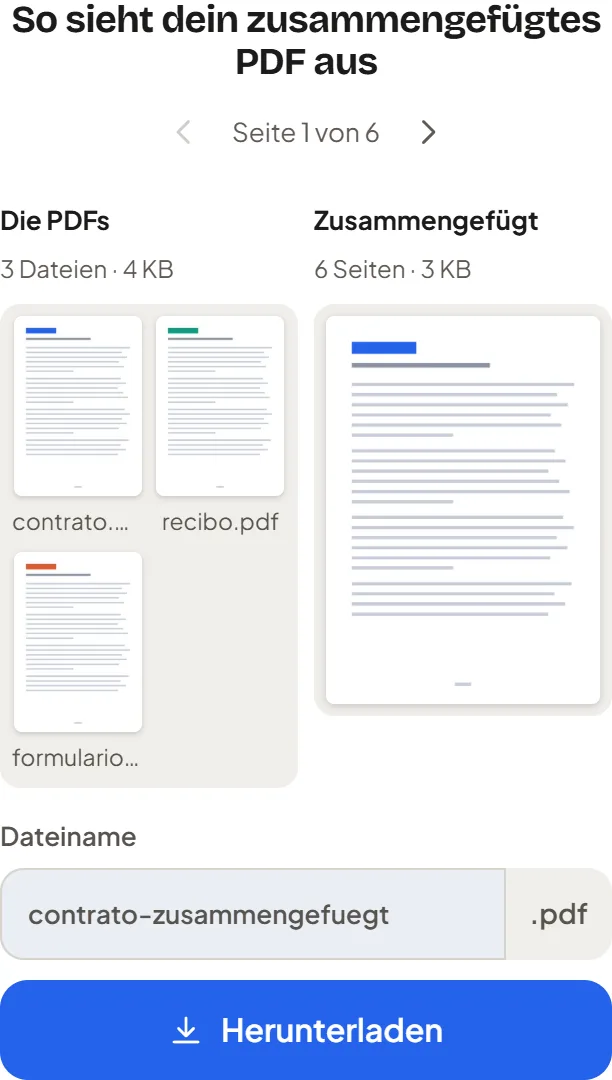 So sieht dein zusammengefügtes
PDF aus
Seite 1 von 6
Die PDFs
3 Dateien · 4 KB
contrato.…
recibo.pdf
formulario…
Zusammengefügt
6 Seiten · 3 KB
Dateiname
contrato-zusammengefuegt
.pdf
Herunterladen